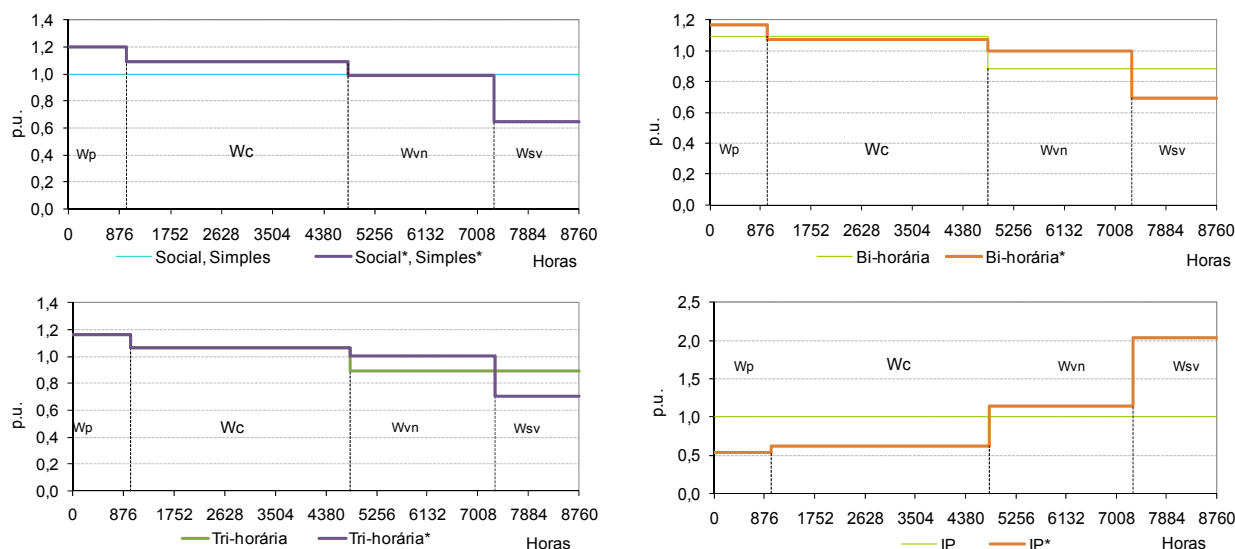 1,4
1,2
1,0
0,8
0,6
0,4
0,2
0,0
p.u.
Wp
Wc
Wvn
Wsv
0 876 1752 2628 3504 4380 5256 6132 7008 7884 8760
Social, Simples Social*, Simples* Horas
1,2
1,0
0,8
0,6
0,4
0,2
0,0
p.u.
Wp
Wc
Wvn
Wsv
0 876 1752 2628 3504 4380 5256 6132 7008 7884 8760
Bi-horária Bi-horária* Horas
1,4
1,2
1,0
0,8
0,6
0,4
0,2
0,0
p.u.
Wp
Wc
Wvn
Wsv
0 876 1752 2628 3504 4380 5256 6132 7008 7884 8760
Tri-horária Tri-horária* Horas
2,5
2,0
1,5
1,0
0,5
0,0
p.u.
Wp
Wc
Wvn
Wsv
0 876 1752 2628 3504 4380 5256 6132 7008 7884 8760
IP IP* Horas